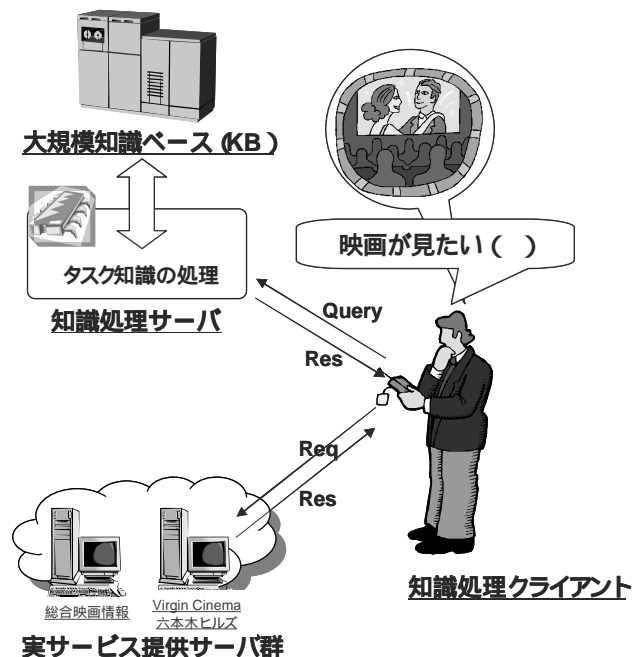 大規模知識ベース (KB )
映画が見たい (　)
タスク知識の処理
知識処理サーバ
Query
Res
Req
Res
総合映画情報
Virgin Cinema
六本木ヒルズ
知識処理クライアント
実サービス提供サーバ群